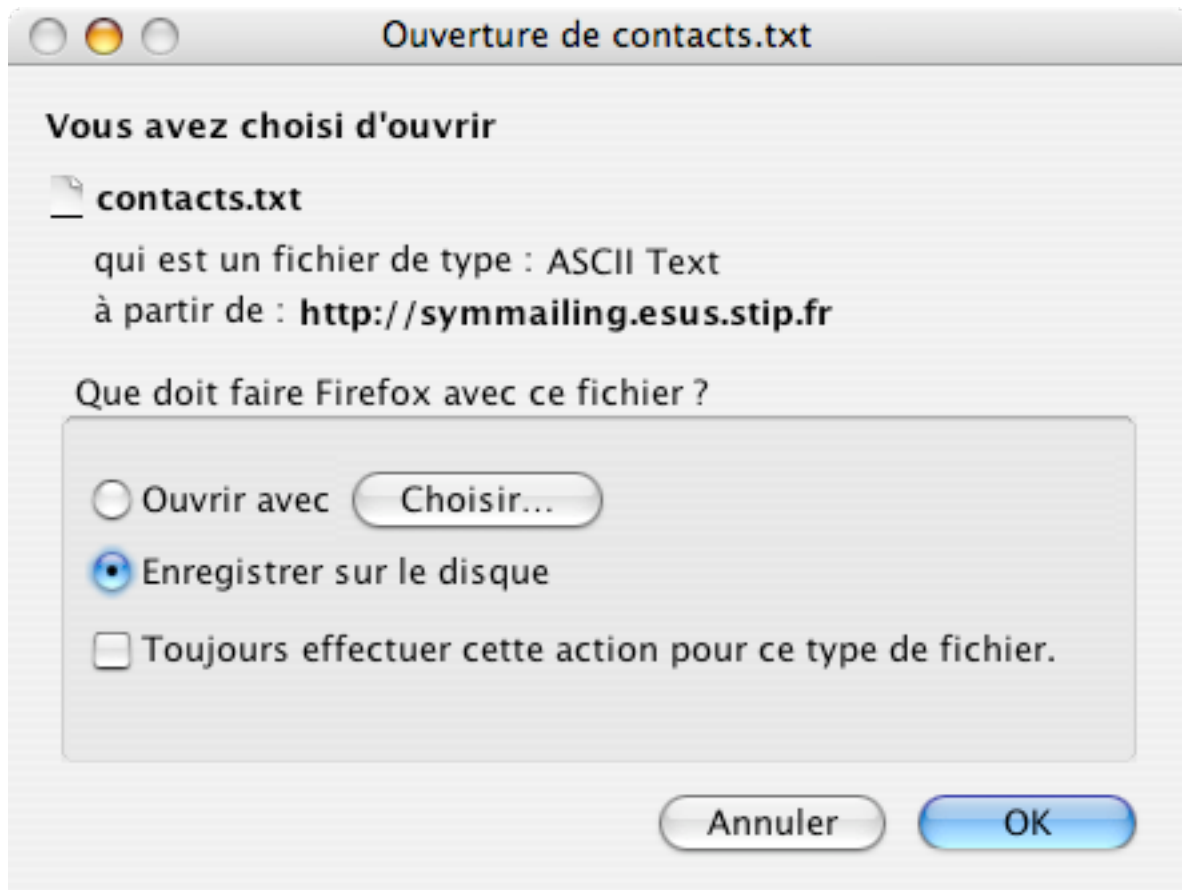 Ouverture de contacts.txt
Vous avez choisi d'ouvrir
contacts.txt
qui est un fichier de type : ASCII Text
à partir de : http://symmailing.esus.stip.fr
Que doit faire Firefox avec ce fichier ?
Ouvrir avec Choisir...
Enregistrer sur le disque
Toujours effectuer cette action pour ce type de fichier.
Annuler OK